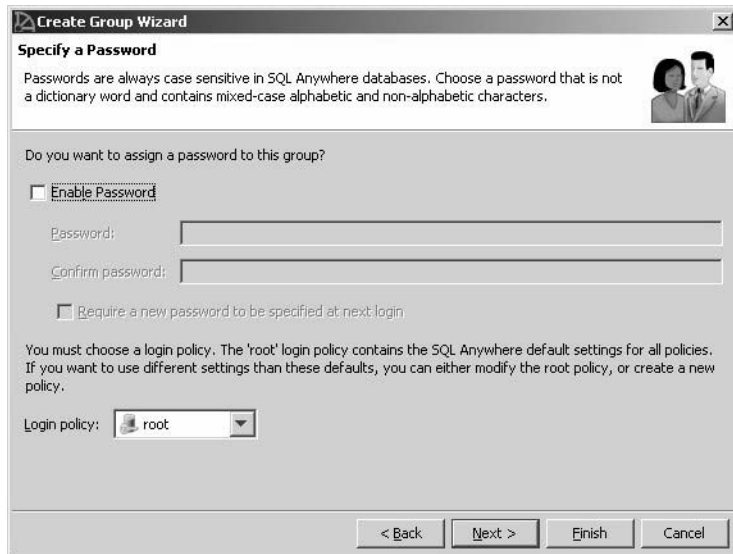 Create Group Wizard
Specify a Password
Passwords are always case sensitive in SQL Anywhere databases. Choose a password that is not
a dictionary word and contains mixed-case alphabetic and non-alphabetic characters.
Do you want to assign a password to this group?
Enable Password
Password:
Confirm password:
Require a new password to be specified at next login
You must choose a login policy. The 'root' login policy contains the SQL Anywhere default settings for all policies.
If you want to use different settings than these defaults, you can either modify the root policy, or create a new
policy.
Login policy: root
< Back Next > Finish Cancel